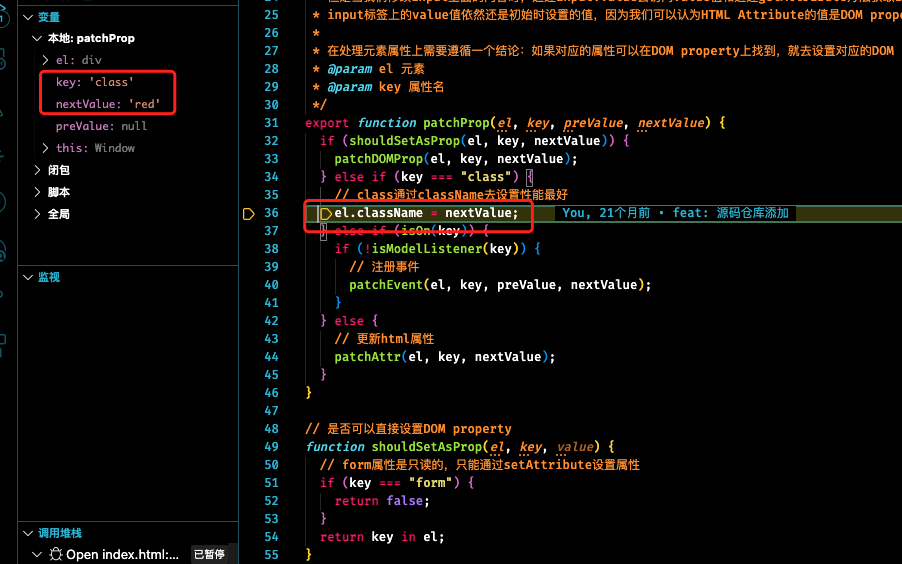 变量
本地: patchProp
el: div
key: 'class'
nextValue: 'red'
preValue: null
this: Window
闭包
脚本
全局
监视
调用堆栈
Open index.html:... 已暂停
25 * input标签上的value值依然还是初始时设置的值，因为我们可以认为HTML Attribute的值是DOM prope
26 *
27 * 在处理元素属性上需要遵循一个结论：如果对应的属性可以在DOM property上找到，就去设置对应的DOM
28 * @param el 元素
29 * @param key 属性名
30 */
31 export function patchProp(el, key, preValue, nextValue) {
32 if (shouldSetAsProp(el, key, nextValue)) {
33 patchDOMProp(el, key, nextValue);
34 } else if (key === "class") {
35 // class通过className去设置性能最好
36 el.className = nextValue; You, 21个月前 • feat: 源码仓库添加
37 } else if (isOn(key)) {
38 if (!isModelListener(key)) {
39 // 注册事件
40 patchEvent(el, key, preValue, nextValue);
41 }
42 } else {
43 // 更新html属性
44 patchAttr(el, key, nextValue);
45 }
46 }
47
48 // 是否可以直接设置DOM property
49 function shouldSetAsProp(el, key, value) {
50 // form属性是只读的，只能通过setAttribute设置属性
51 if (key === "form") {
52 return false;
53 }
54 return key in el;
55 }